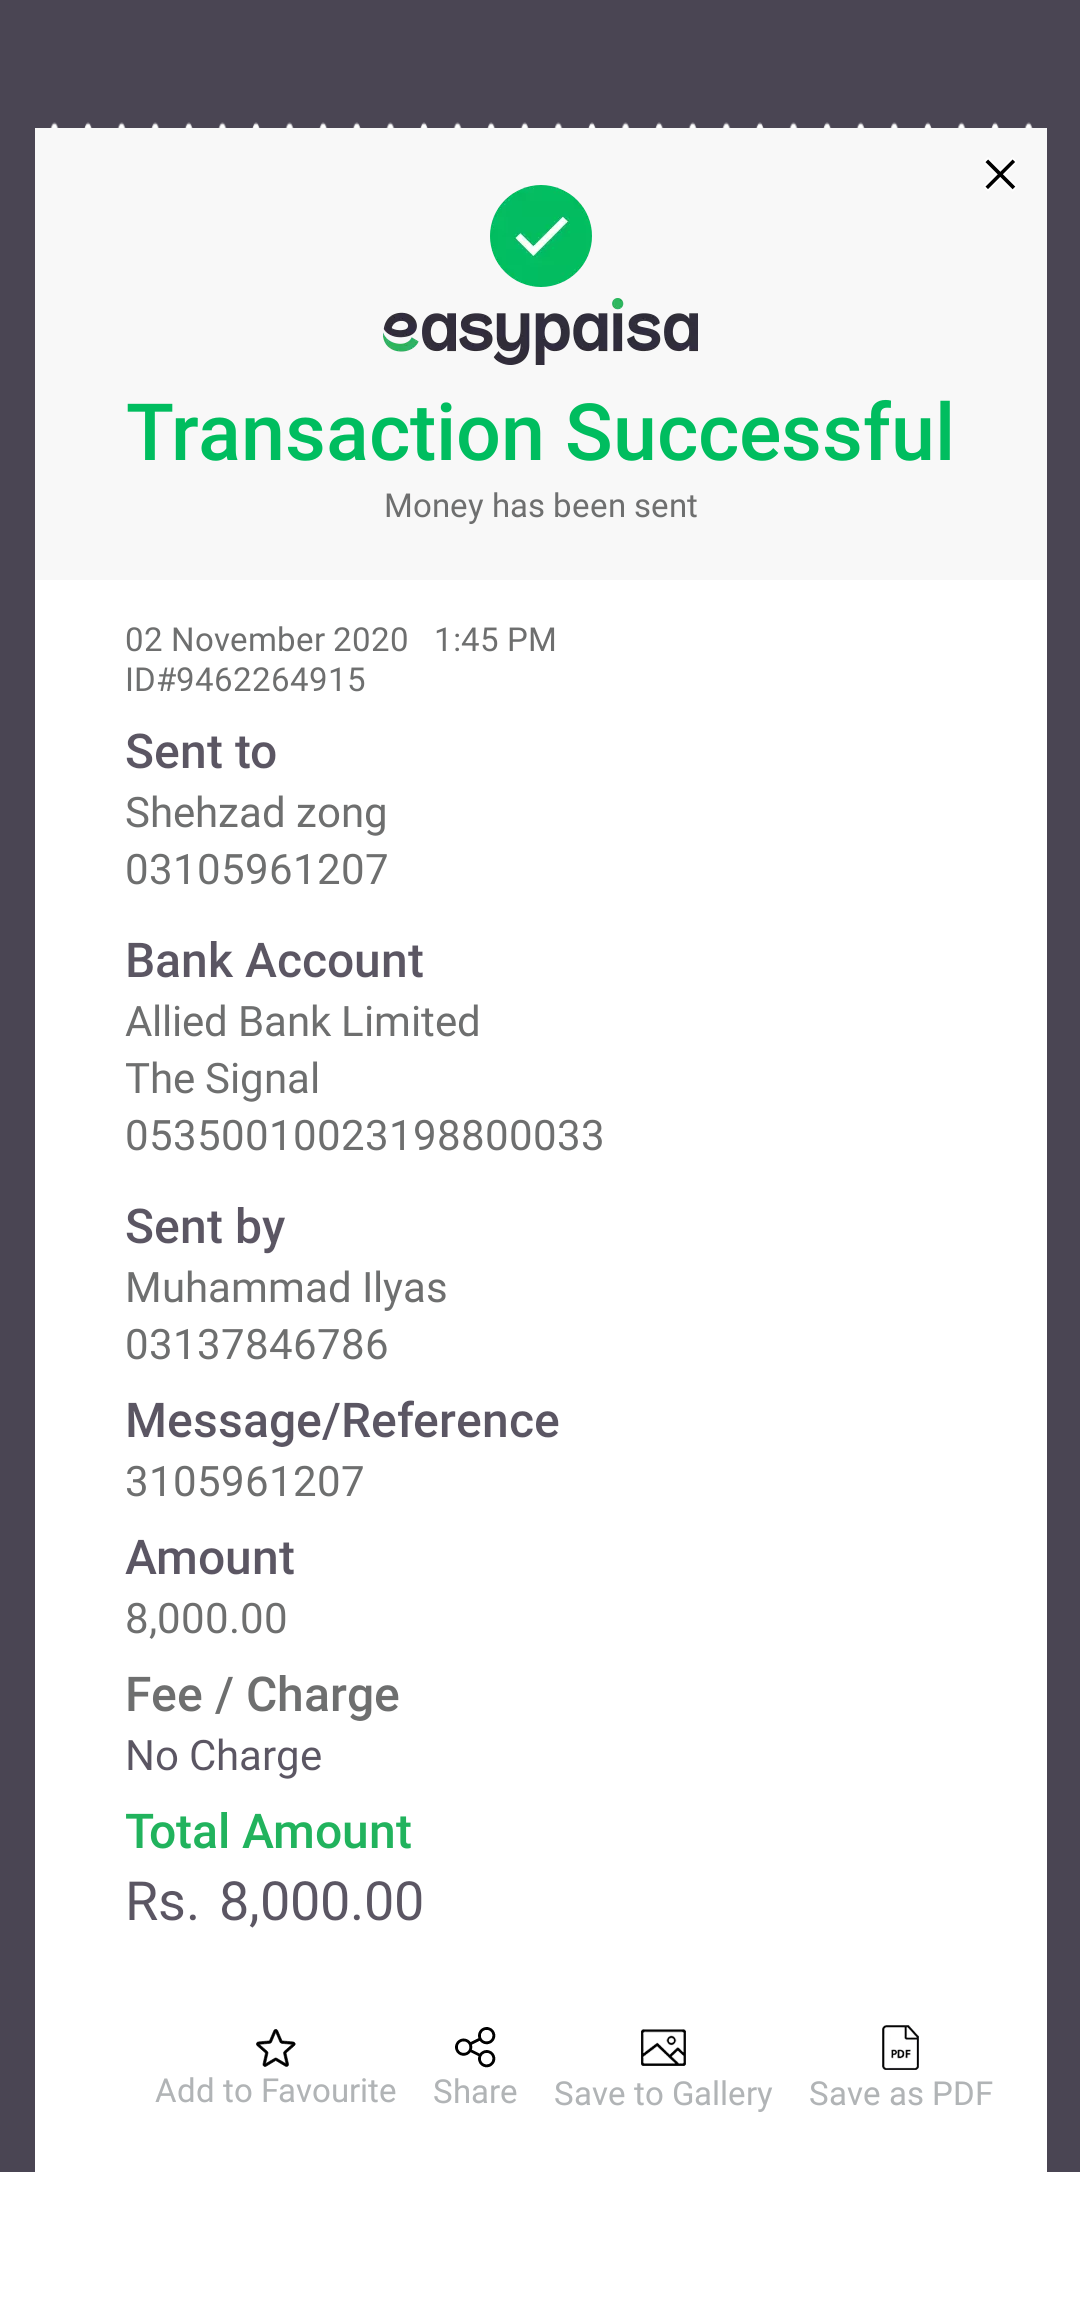 easypaisa
Transaction Successful
Money has been sent
02 November 2020 1:45 PM
ID#9462264915
Sent to
Shehzad zong
03105961207
Bank Account
Allied Bank Limited
The Signal
05350010023198800033
Sent by
Muhammad Ilyas
03137846786
Message/Reference
3105961207
Amount
8,000.00
Fee / Charge
No Charge
Total Amount
Rs. 8,000.00
PDF
Add to Favourite Share Save to Gallery Save as PDF